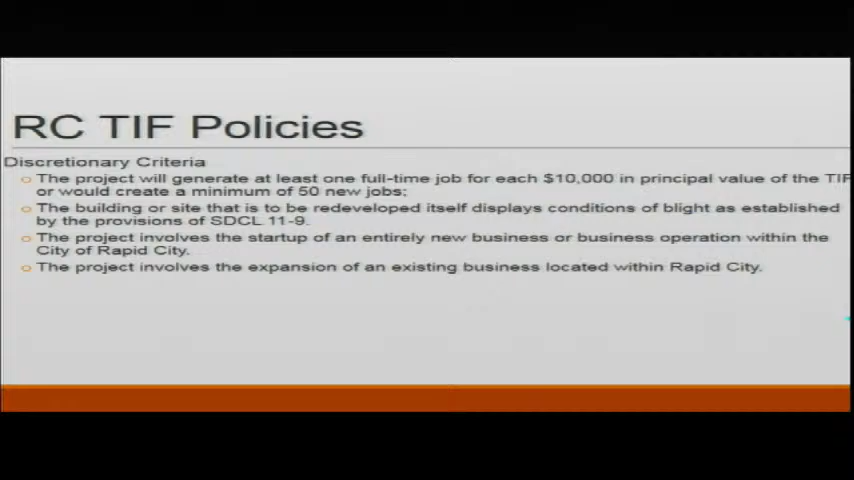 RC TIF Policies
Discretionary Criteria
The project will generate at least one full-time job for each $10,000 in principal value of the TIF
or would create a minimum of 50 new jobs;
The building or site that is to be redeveloped itself displays conditions of blight as established
by the provisions of SDCL 11-9.
The project involves the startup of an entirely new business or business operation within the
City of Rapid City.
The project involves the expansion of an existing business located within Rapid City.